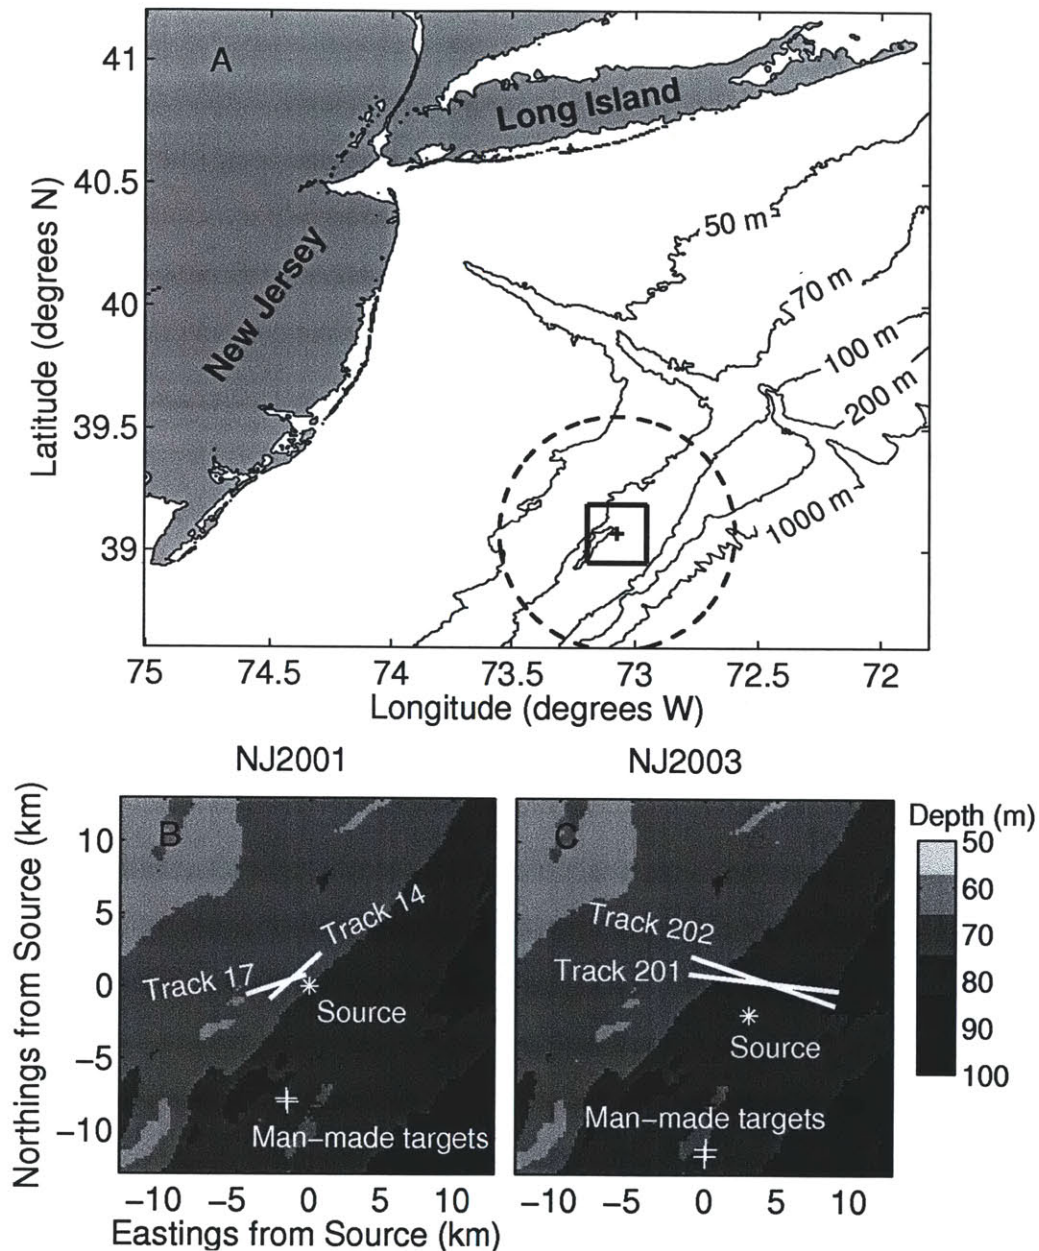 A
41
40.5
40
39.5
39
Latitude (degrees N)
New Jersey
Long Island
50 m
70 m
100 m
200 m
1000 m
75
74.5
74
73.5
73
72.5
72
Longitude (degrees W)
NJ2001
NJ2003
Northings from Source (km)
10
5
0
−5
−10
B
Track 14
Track 17
Source
Man−made targets
−10
−5
0
5
10
Eastings from Source (km)
C
Track 202
Track 201
Source
Man−made targets
−10
−5
0
5
10
Depth (m)
50
60
70
80
90
100